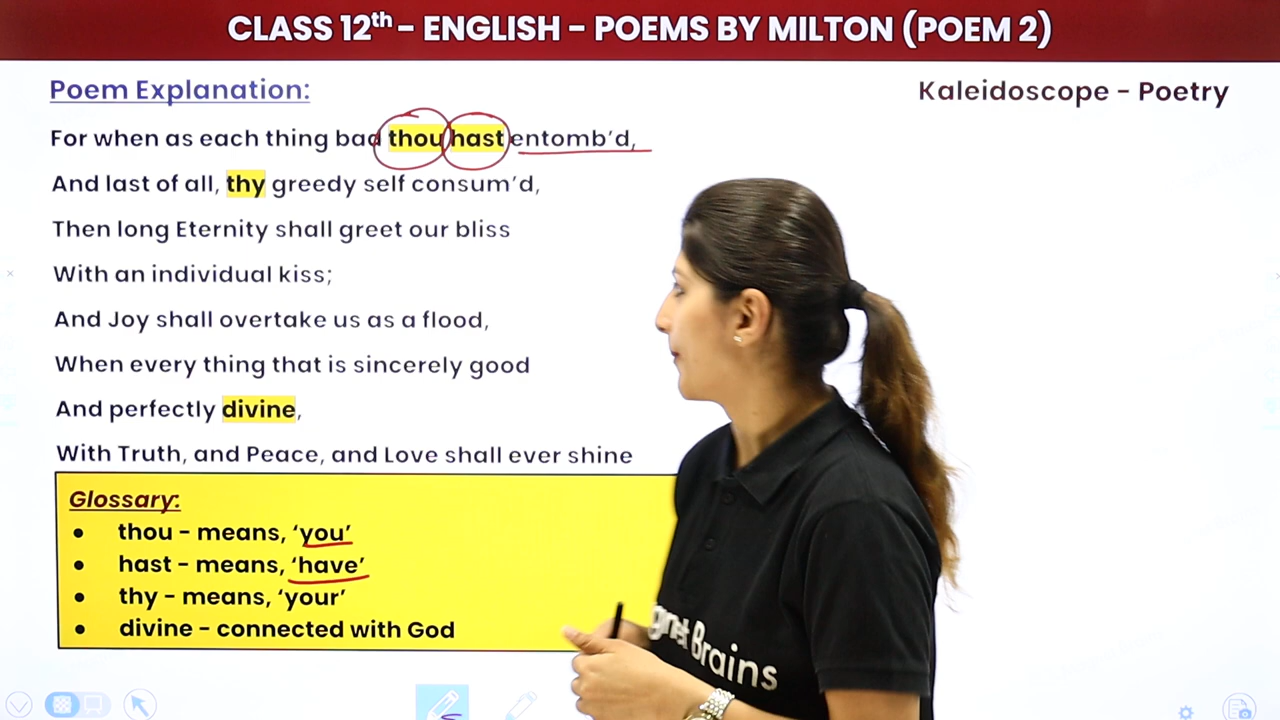 CLASS 12th - ENGLISH - POEMS BY MILTON (POEM 2)
Poem Explanation:
Kaleidoscope - Poetry
For when as each thing bad thou hast entomb'd,
And last of all, thy greedy self consum'd,
Then long Eternity shall greet our bliss
With an individual kiss;
And Joy shall overtake us as a flood,
When every thing that is sincerely good
And perfectly divine,
With Truth, and Peace, and Love shall ever shine
Glossary:
• thou - means, 'you'
• hast - means, 'have'
• thy - means, 'your'
• divine - connected with God
Brains